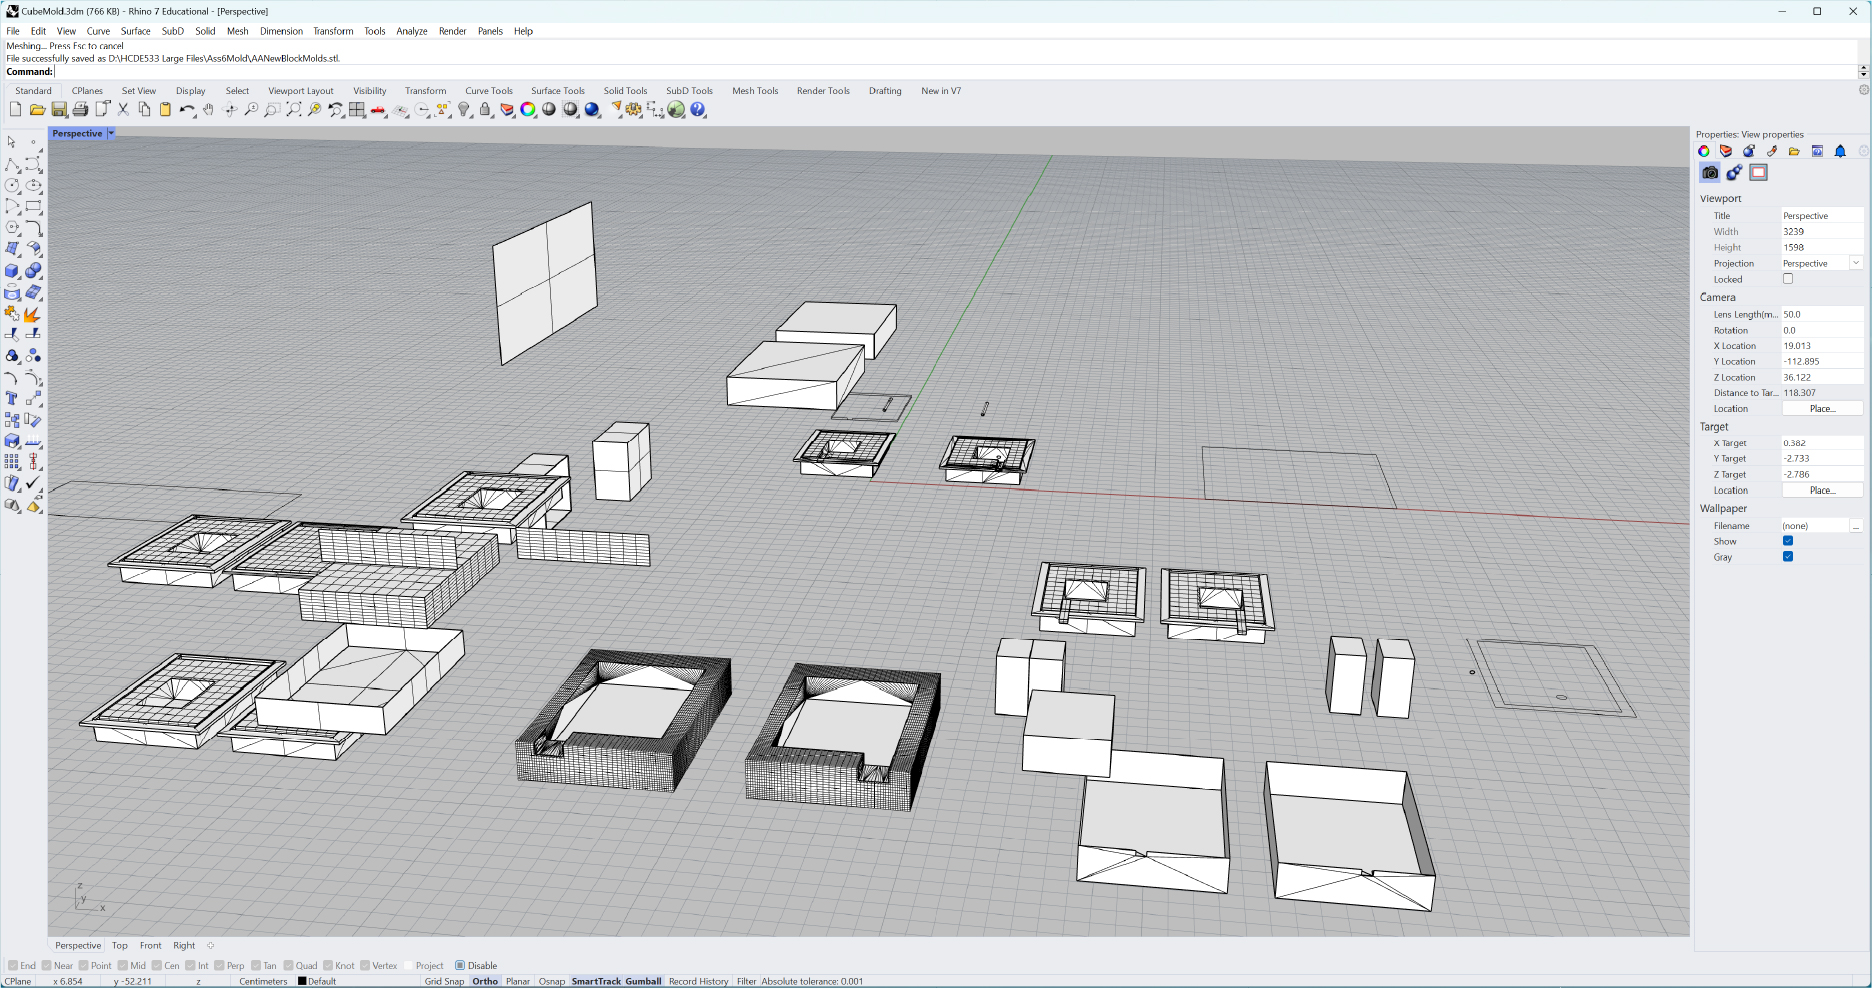 CubeMold.3dm (766 KB) - Rhino 7 Educational - [Perspective]
File Edit View Curve Surface SubD Solid Mesh Dimension Transform Tools Analyze Render Panels Help
Meshing... Press Esc to cancel
File successfully saved as D:\HCDE533 Large Files\Ass6Mold\AANewBlockMolds.stl.
Command:
Standard CPlanes Set View Display Select Viewport Layout Visibility Transform Curve Tools Surface Tools Solid Tools SubD Tools Mesh Tools Render Tools Drafting New in V7
Perspective
Properties: View properties
Viewport
Title Perspective
Width 3239
Height 1598
Projection Perspective
Locked
Camera
Lens Length(m... 50.0
Rotation 0.0
X Location 19.013
Y Location -112.895
Z Location 36.122
Distance to Tar... 118.307
Location Place...
Target
X Target 0.382
Y Target -2.733
Z Target -2.786
Location Place...
Wallpaper
Filename (none) ...
Show
Gray
z
y
x
Perspective Top Front Right
End Near Point Mid Cen Int Perp Tan Quad Knot Vertex Project Disable
CPlane x 6.854 y -52.211 z Centimeters Default Grid Snap Ortho Planar Osnap SmartTrack Gumball Record History Filter Absolute tolerance: 0.001